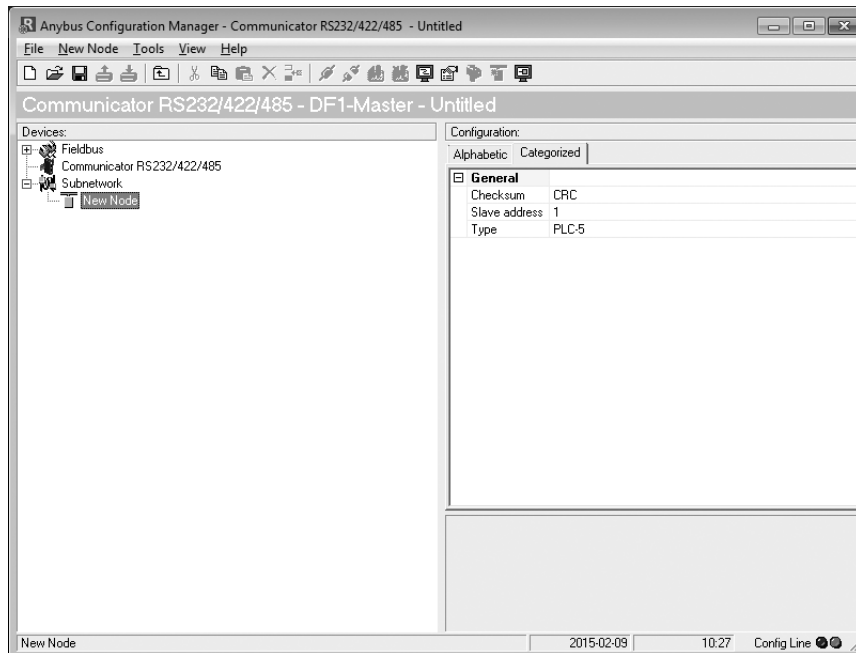 Anybus Configuration Manager - Communicator RS232/422/485 - Untitled
File New Node Tools View Help
Communicator RS232/422/485 - DF1-Master - Untitled
Devices:
Fieldbus
Communicator RS232/422/485
Subnetwork
New Node
Configuration:
Alphabetic Categorized
General
Checksum CRC
Slave address 1
Type PLC-5
New Node 2015-02-09 10:27 Config Line